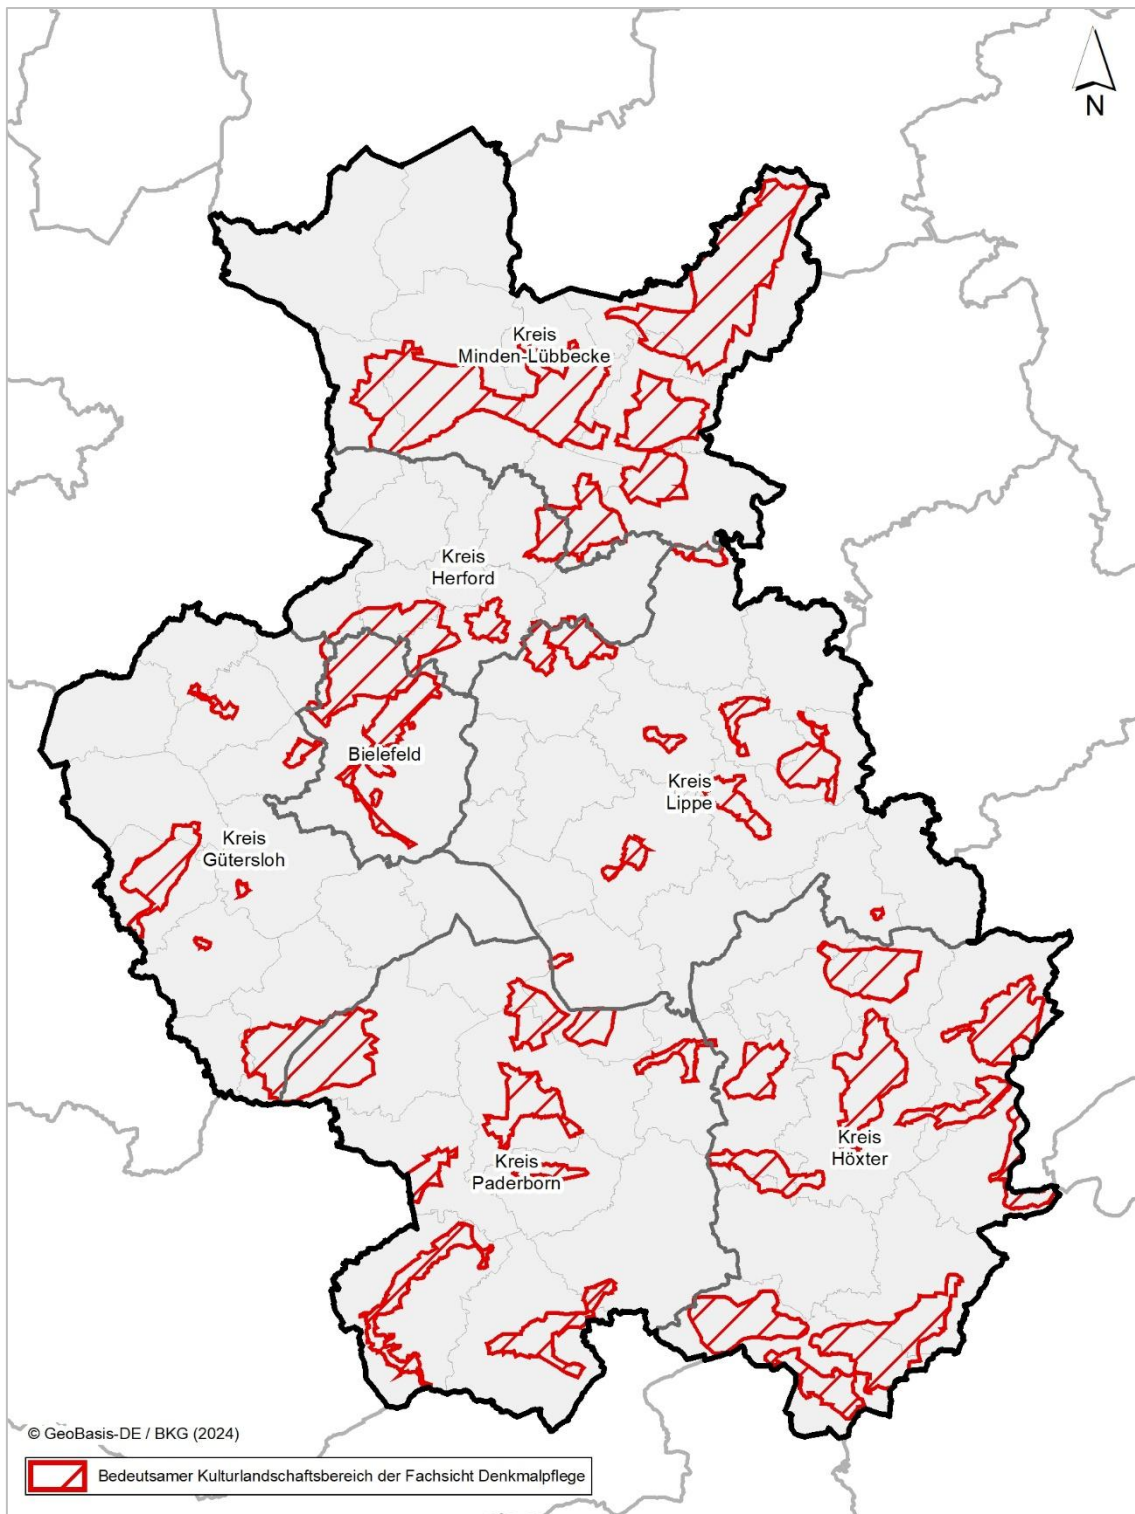 N
Kreis
Minden-Lübbecke
Kreis
Herford
Bielefeld
Kreis
Lippe
Kreis
Gütersloh
Kreis
Höxter
Kreis
Paderborn
© GeoBasis-DE / BKG (2024)
Bedeutsamer Kulturlandschaftsbereich der Fachsicht Denkmalpflege